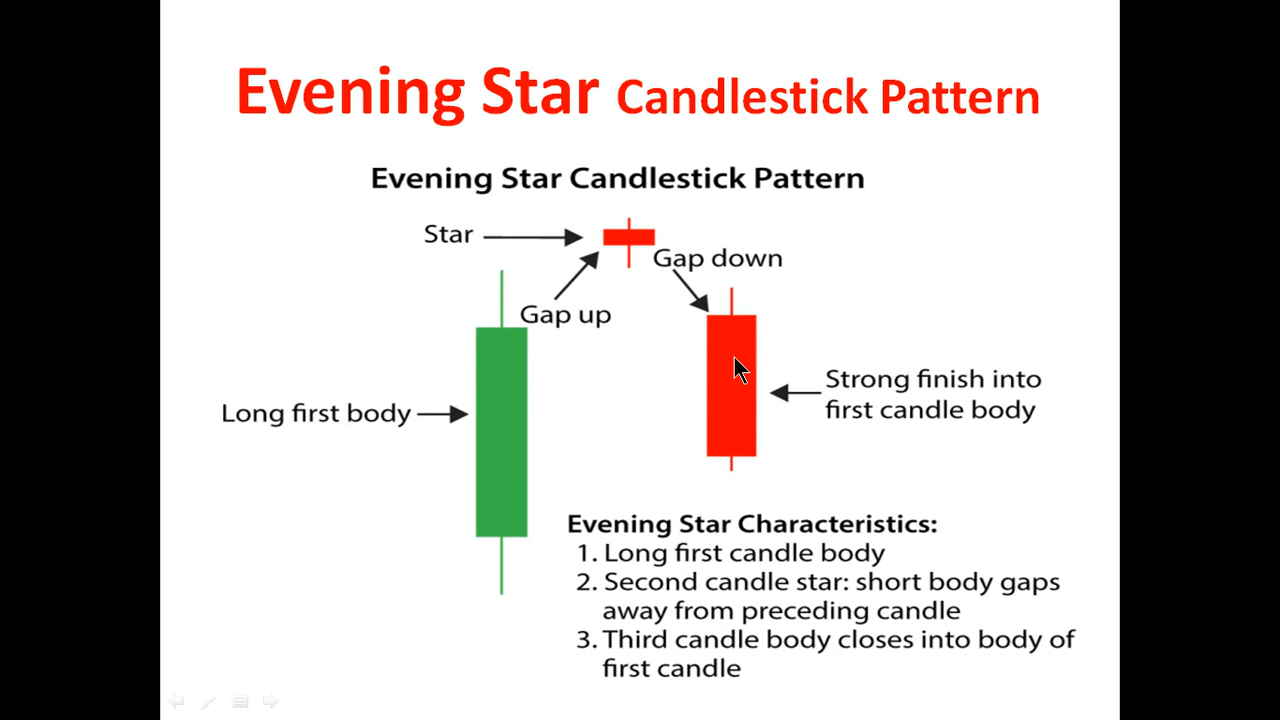 Evening Star Candlestick Pattern
Evening Star Candlestick Pattern
Star
Gap down
Gap up
Strong finish into
first candle body
Long first body
Evening Star Characteristics:
1. Long first candle body
2. Second candle star: short body gaps
away from preceding candle
3. Third candle body closes into body of
first candle